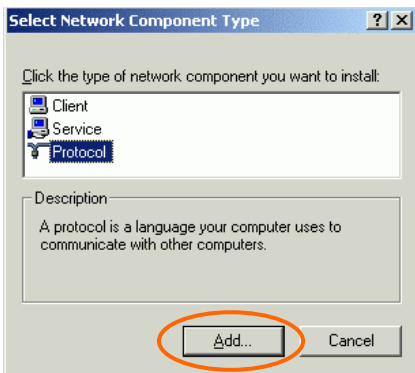 Select Network Component Type
Click the type of network component you want to install:
Client
Service
Protocol
Description
A protocol is a language your computer uses to
communicate with other computers.
Add... Cancel